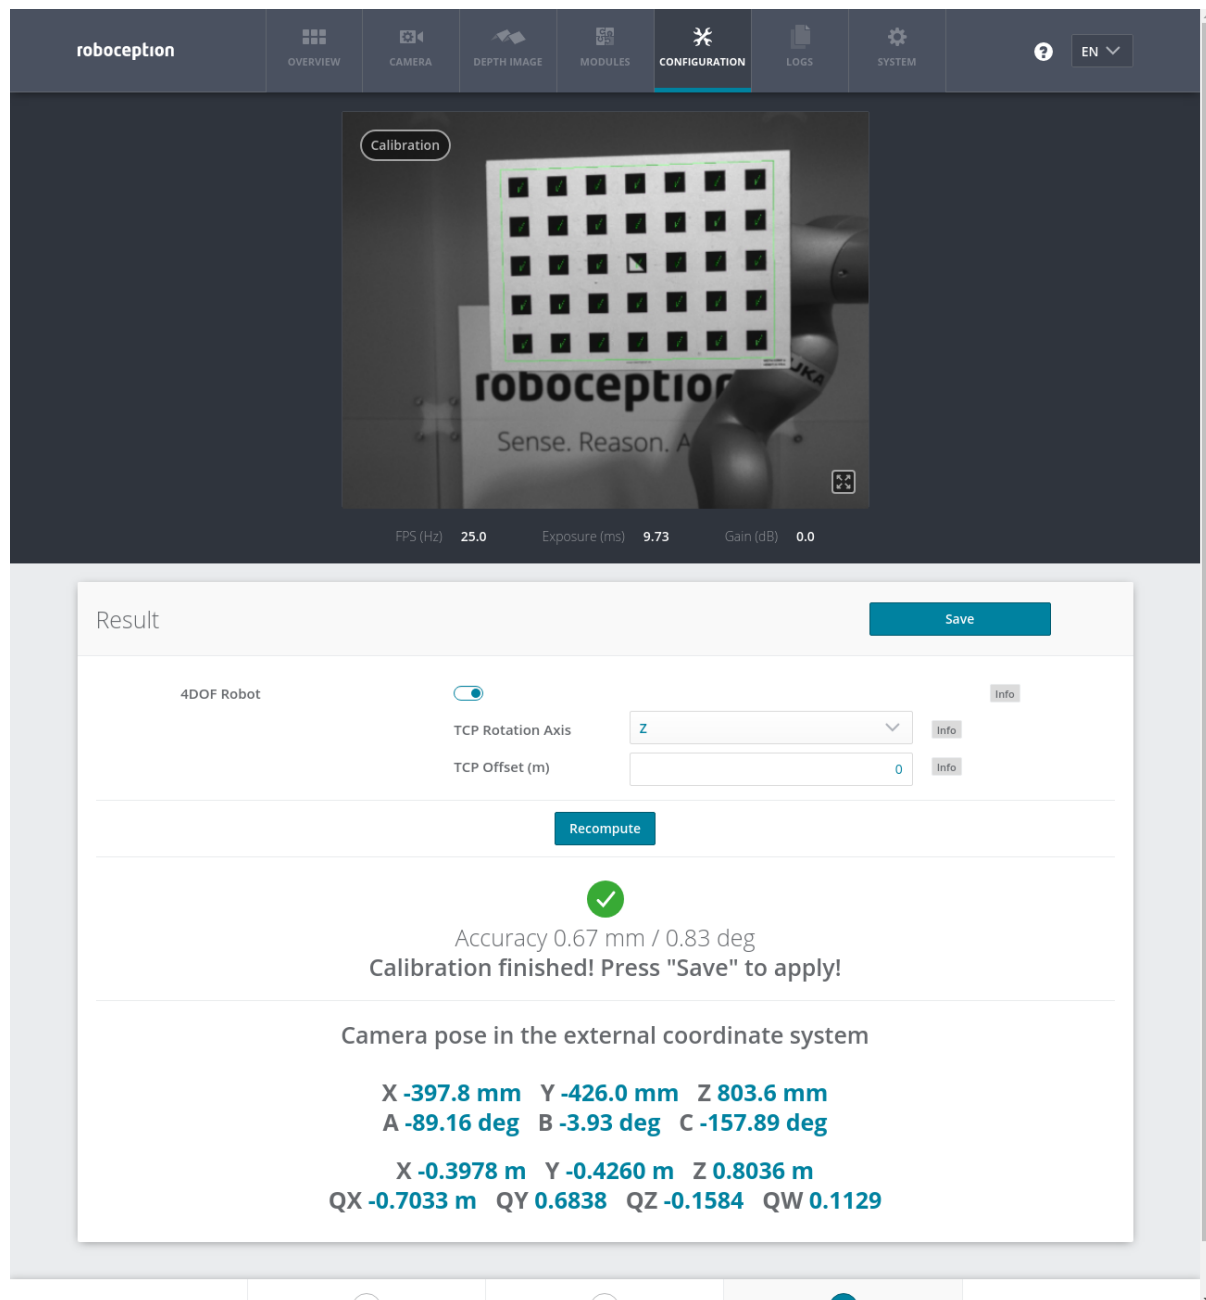 roboception
OVERVIEW
CAMERA
DEPTH IMAGE
MODULES
CONFIGURATION
LOGS
SYSTEM
?
EN
Calibration
roboception
Sense. Reason. A
FPS (Hz) 25.0 Exposure (ms) 9.73 Gain (dB) 0.0
Result
Save
4DOF Robot
Info
TCP Rotation Axis
Z
Info
TCP Offset (m)
0
Info
Recompute
Accuracy 0.67 mm / 0.83 deg
Calibration finished! Press "Save" to apply!
Camera pose in the external coordinate system
X -397.8 mm Y -426.0 mm Z 803.6 mm
A -89.16 deg B -3.93 deg C -157.89 deg
X -0.3978 m Y -0.4260 m Z 0.8036 m
QX -0.7033 m QY 0.6838 QZ -0.1584 QW 0.1129